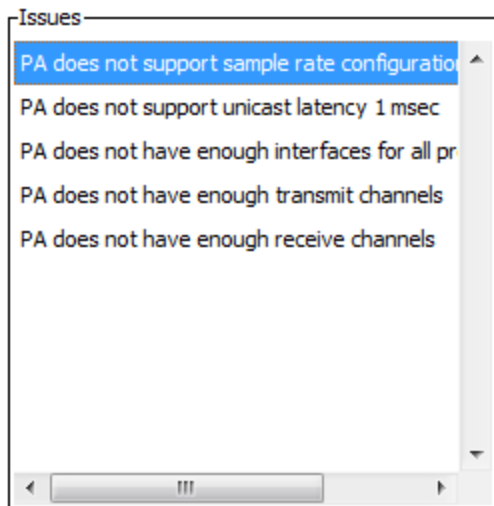 Issues
PA does not support sample rate configuration
PA does not support unicast latency 1 msec
PA does not have enough interfaces for all pr
PA does not have enough transmit channels
PA does not have enough receive channels